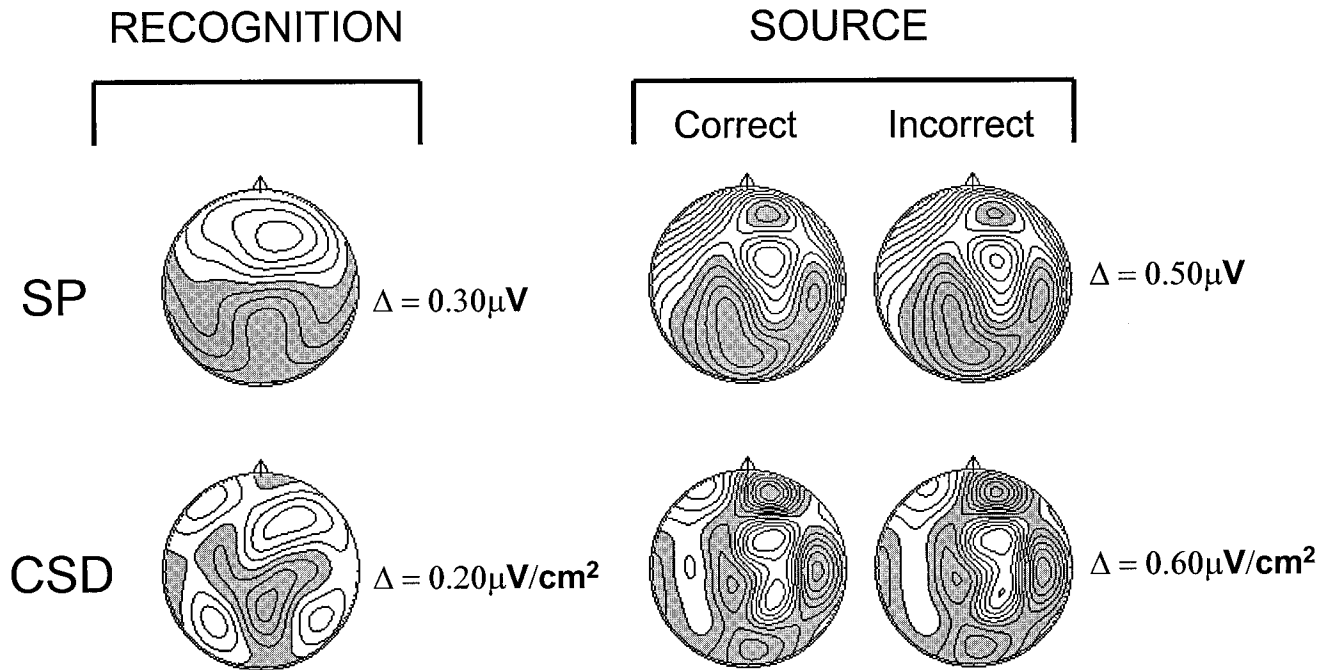 RECOGNITION
SOURCE
Correct
Incorrect
SP
Δ = 0.30μV
Δ = 0.50μV
CSD
Δ = 0.20μV/cm²
Δ = 0.60μV/cm²